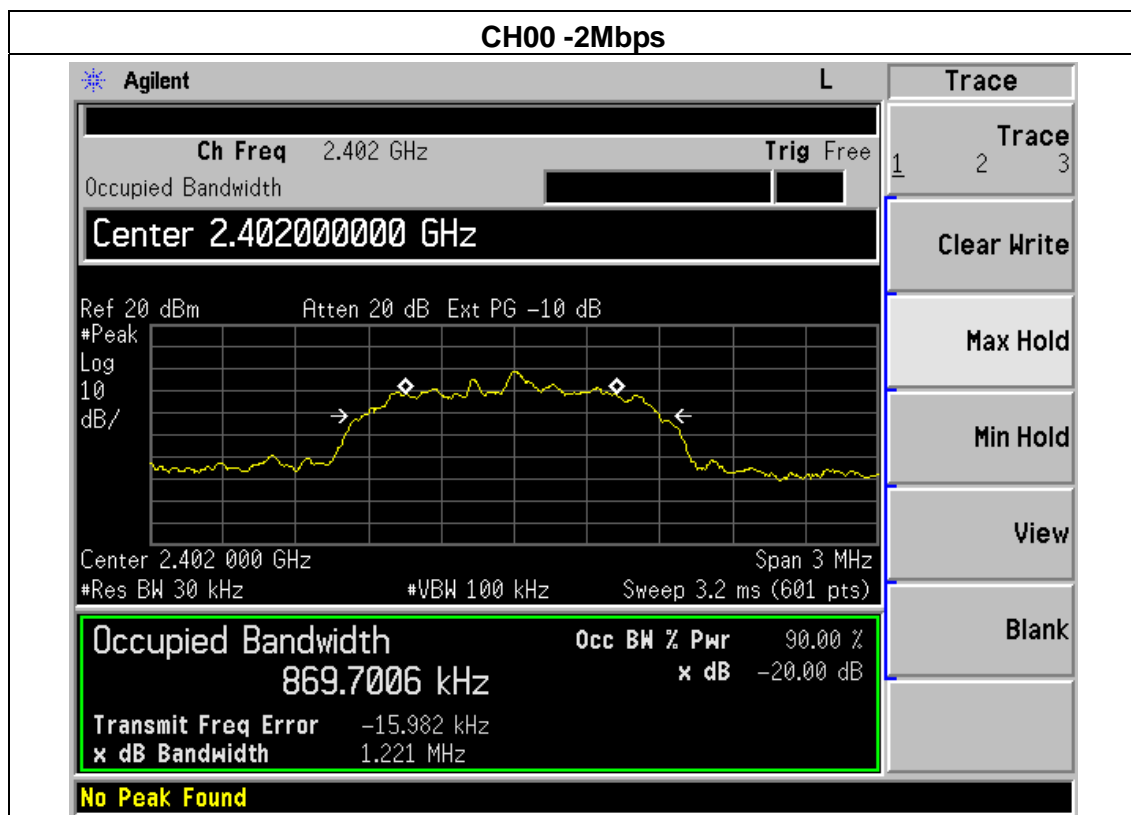 CH00 -2Mbps
Agilent L Trace
Ch Freq 2.402 GHz Trig Free
Occupied Bandwidth
Center 2.402000000 GHz
Ref 20 dBm Atten 20 dB Ext PG -10 dB
#Peak
Log
10
dB/
Center 2.402 000 GHz Span 3 MHz
#Res BW 30 kHz #VBW 100 kHz Sweep 3.2 ms (601 pts)
Occupied Bandwidth Occ BW % Pwr 90.00 %
869.7006 kHz x dB -20.00 dB
Transmit Freq Error -15.982 kHz
x dB Bandwidth 1.221 MHz
No Peak Found
Trace
1 2 3
Clear Write
Max Hold
Min Hold
View
Blank